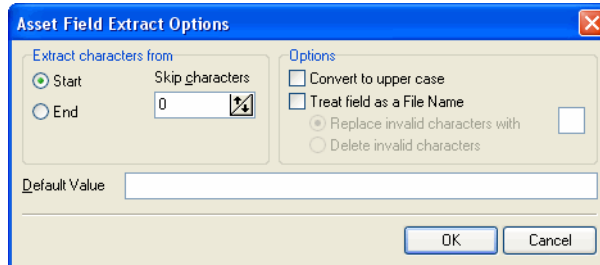 Asset Field Extract Options
Extract characters from
Start
Skip characters
End
0
Options
Convert to upper case
Treat field as a File Name
Replace invalid characters with
Delete invalid characters
Default Value
OK
Cancel